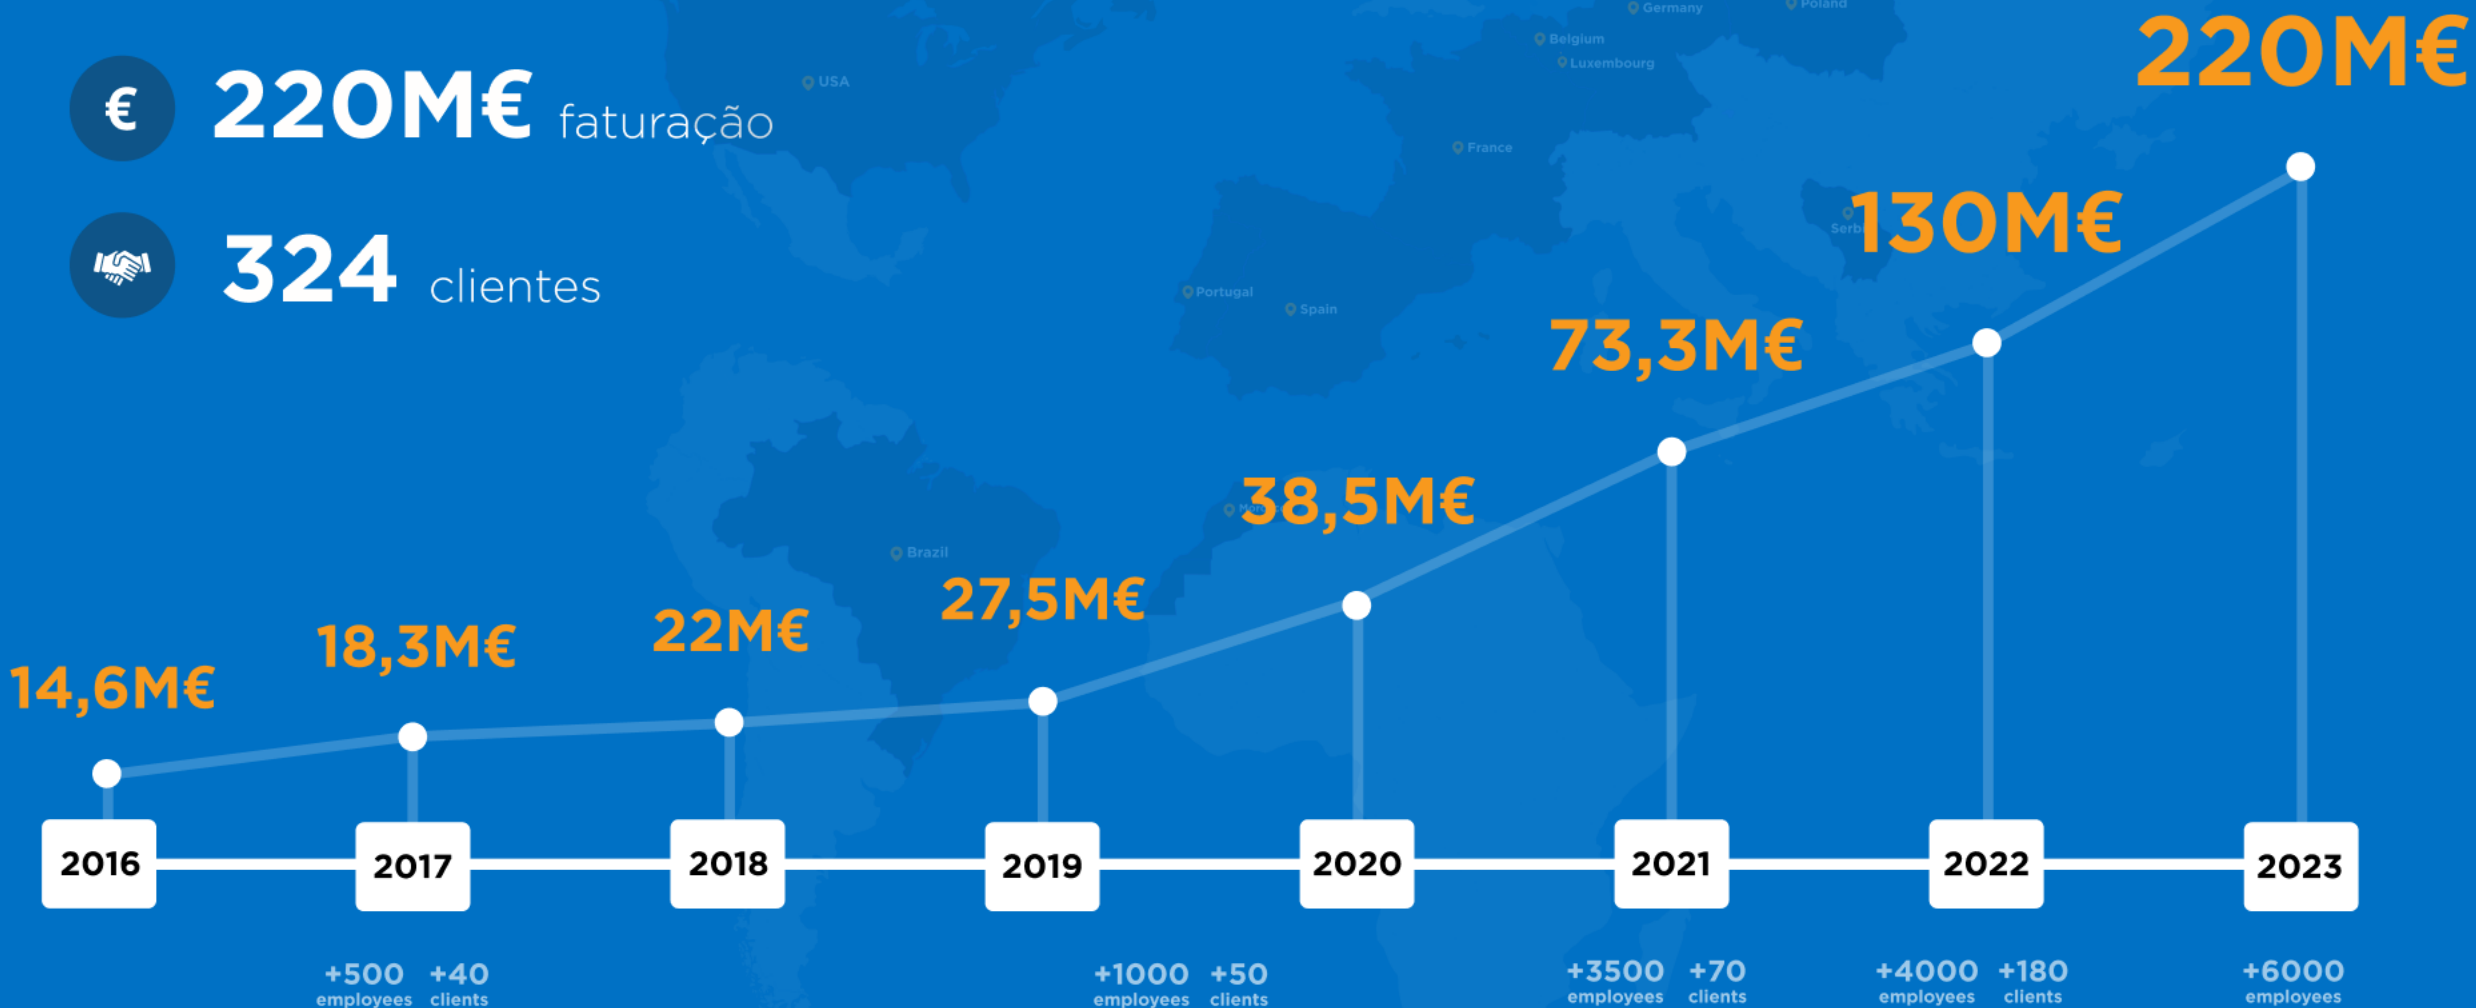 € 220M€ faturação
324 clientes
USA
Germany
Poland
Belgium
Luxembourg
France
Portugal
Spain
Brazil
220M€
130M€
73,3M€
38,5M€
27,5M€
22M€
18,3M€
14,6M€
2016 2017 2018 2019 2020 2021 2022 2023
+500 +40 +1000 +50 +3500 +70 +4000 +180 +6000
employees clients employees clients employees clients employees clients employees